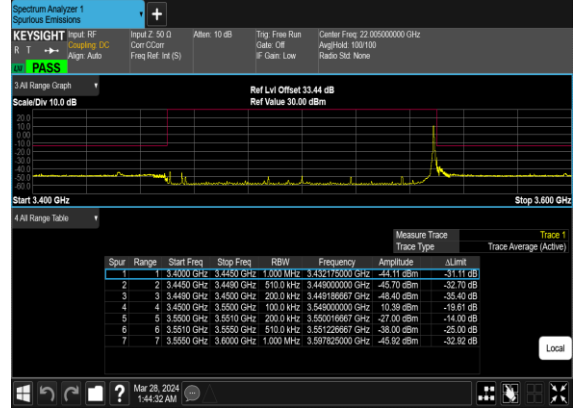 Spectrum Analyzer 1
Spurious Emissions
KEYSIGHT Input: RF Input Z: 50 Ω Atten: 10 dB Trig: Free Run Center Freq: 22.005000000 GHz
R T Coupling: DC Corr CCorr Gate: Off Avg|Hold: 100/100
Align: Auto Freq Ref: Int (S) IF Gain: Low Radio Std: None
PASS
3 All Range Graph
Ref Lvl Offset 33.44 dB
Scale/Div 10.0 dB Ref Value 30.00 dBm
20.0
10.0
0.00
-10.0
-20.0
-30.0
-40.0
-50.0
-60.0
Start 3.400 GHz Stop 3.600 GHz
4 All Range Table
Measure Trace Trace 1
Trace Type Trace Average (Active)
Spur Range Start Freq Stop Freq RBW Frequency Amplitude ΔLimit
1 1 3.4000 GHz 3.4450 GHz 1.000 MHz 3.432175000 GHz -44.11 dBm -31.11 dB
2 2 3.4450 GHz 3.4490 GHz 510.0 kHz 3.449000000 GHz -45.70 dBm -32.70 dB
3 3 3.4490 GHz 3.4500 GHz 200.0 kHz 3.449186667 GHz -48.40 dBm -35.40 dB
4 4 3.4500 GHz 3.5500 GHz 100.0 kHz 3.549000000 GHz 10.39 dBm -19.61 dB
5 5 3.5500 GHz 3.5510 GHz 200.0 kHz 3.550016667 GHz -27.00 dBm -14.00 dB
6 6 3.5510 GHz 3.5550 GHz 510.0 kHz 3.551226667 GHz -38.00 dBm -25.00 dB
7 7 3.5550 GHz 3.6000 GHz 1.000 MHz 3.597825000 GHz -45.92 dBm -32.92 dB
Local
Mar 28, 2024
1:44:32 AM